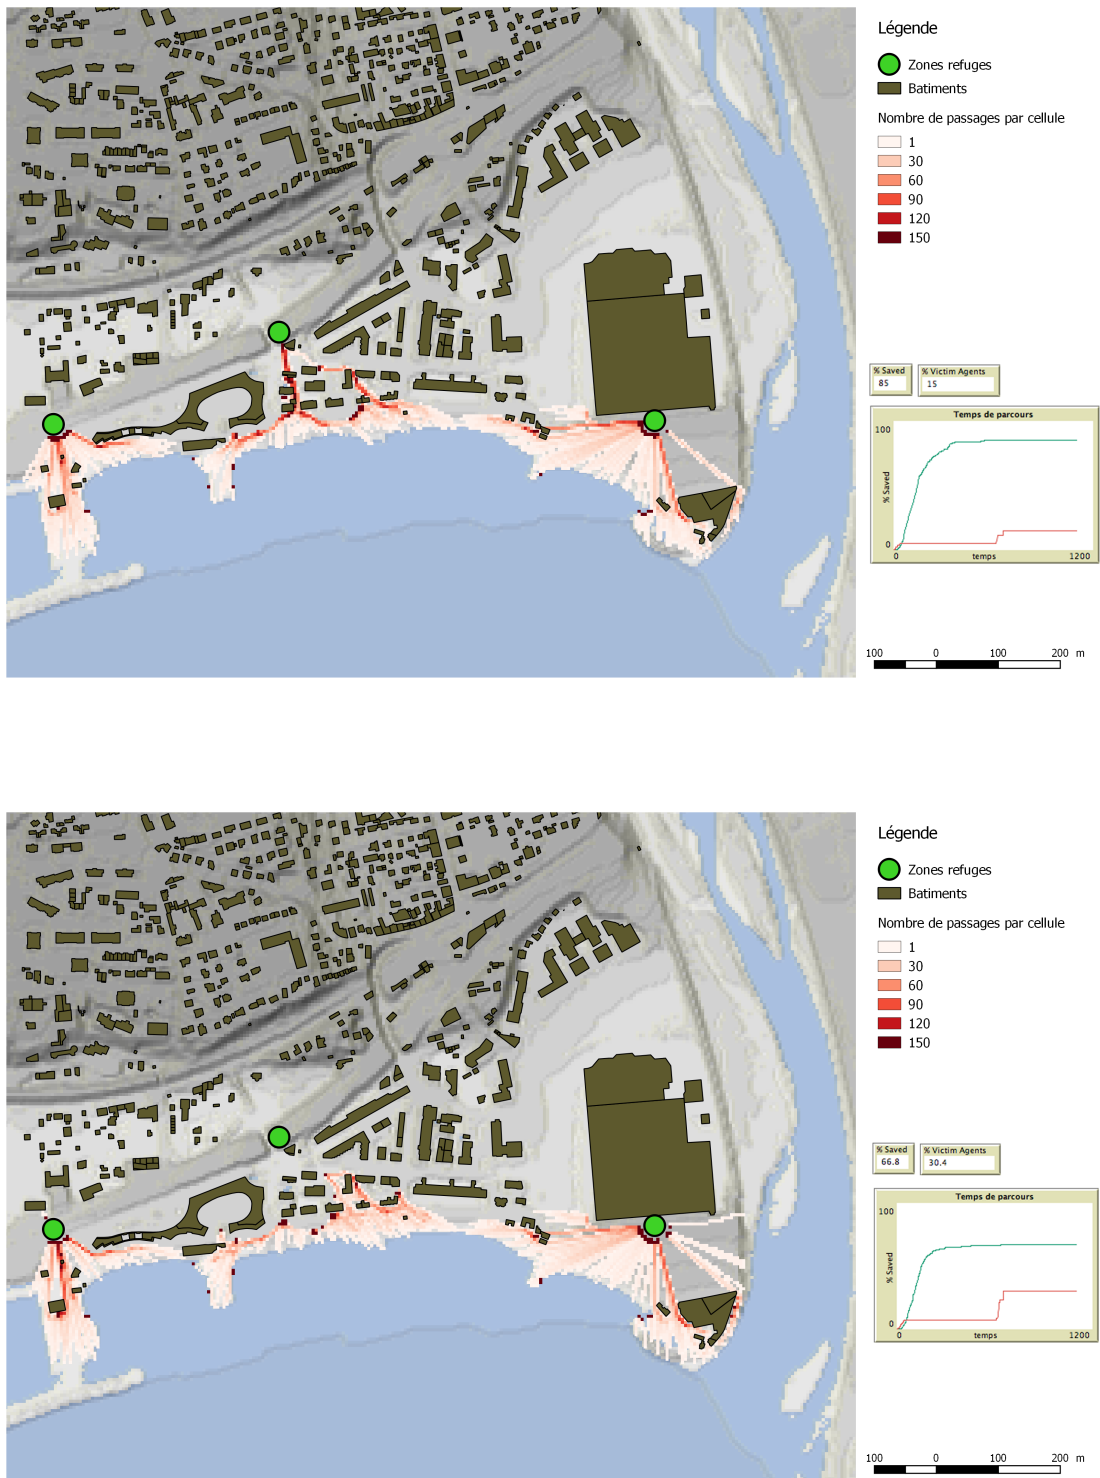 Légende
Zones refuges
Batiments
Nombre de passages par cellule
1
30
60
90
120
150
% Saved
85
% Victim Agents
15
Temps de parcours
100
% Saved
0
0
temps
1200
100 0 100 200 m
Légende
Zones refuges
Batiments
Nombre de passages par cellule
1
30
60
90
120
150
% Saved
66.8
% Victim Agents
30.4
Temps de parcours
100
% Saved
0
0
temps
1200
100 0 100 200 m